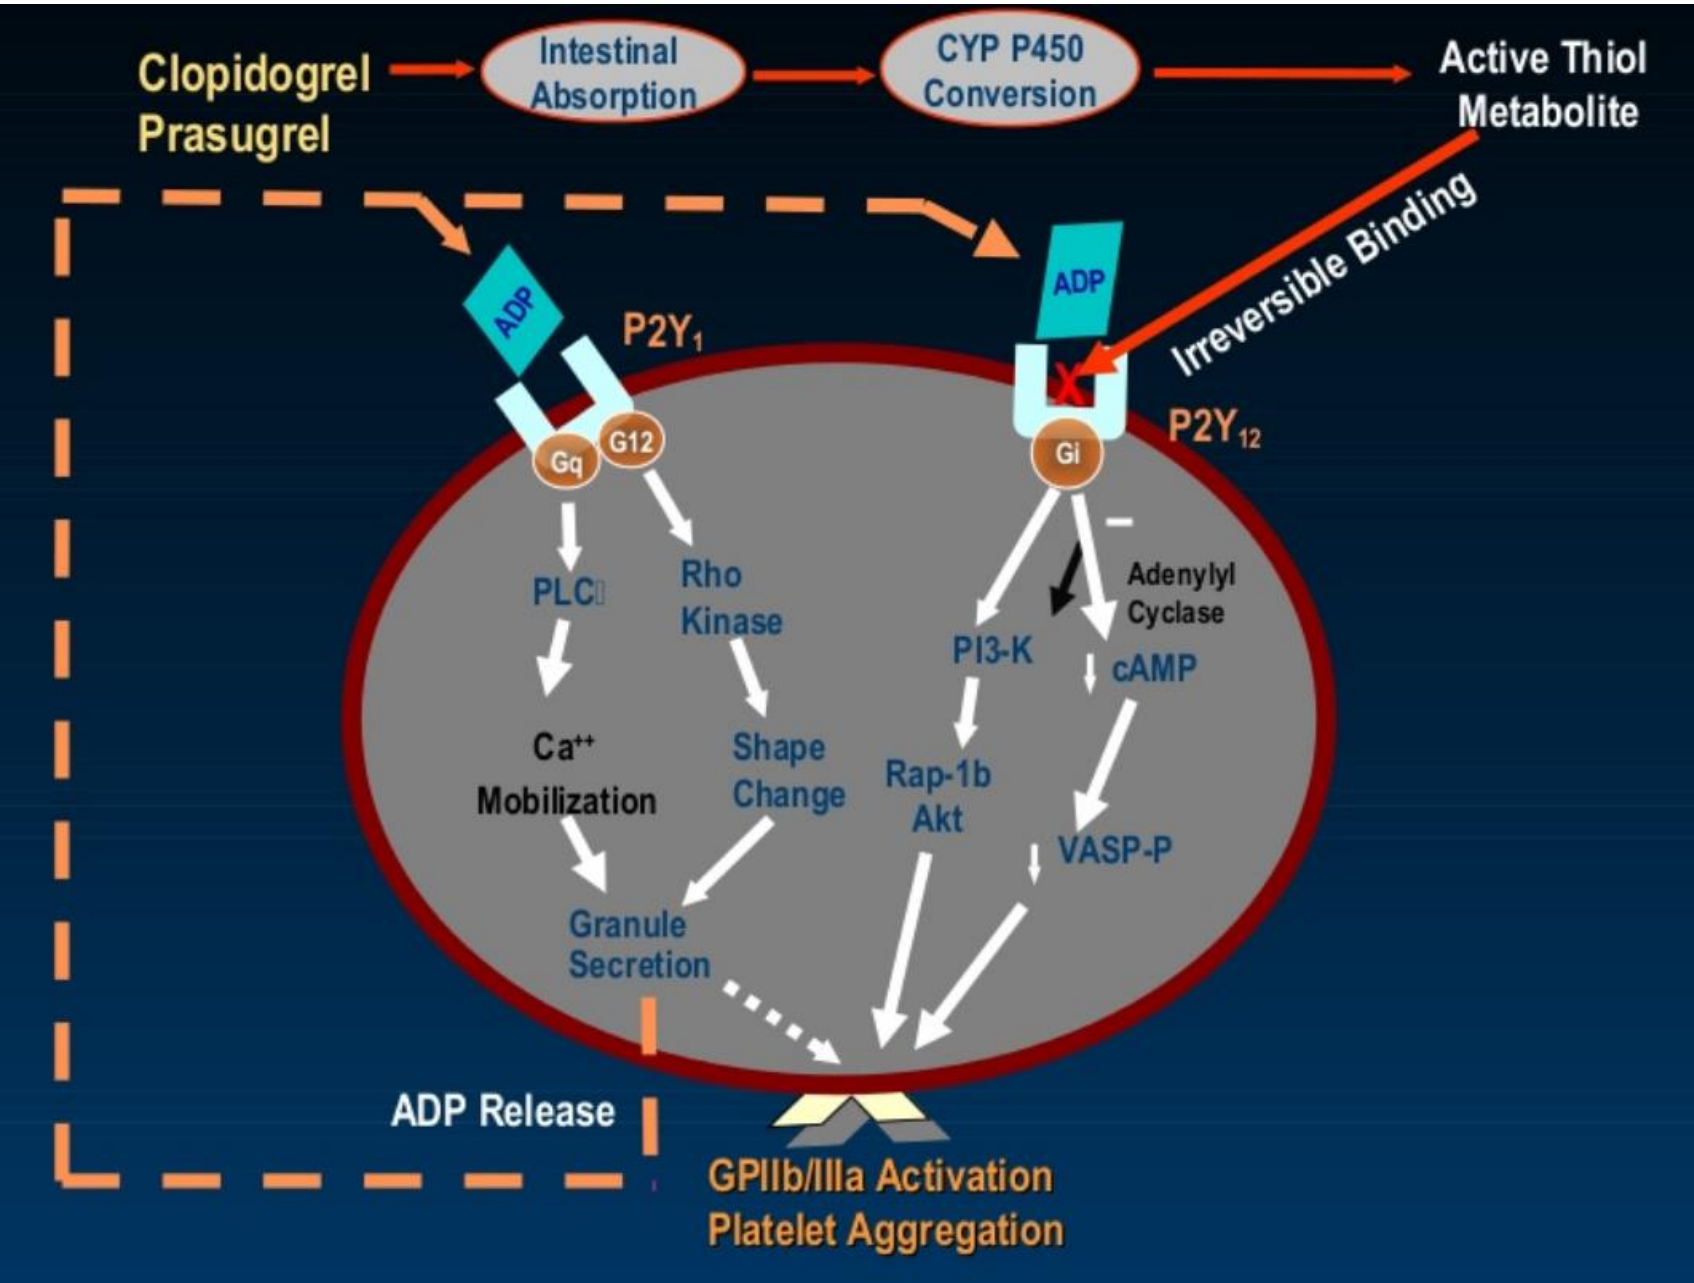 Clopidogrel
Prasugrel
Intestinal
Absorption
CYP P450
Conversion
Active Thiol
Metabolite
Irreversible Binding
ADP
P2Y₁
ADP
X
P2Y₁₂
Gq
G12
Gi
–
PLC▯
Rho
Kinase
Adenylyl
Cyclase
PI3-K
cAMP
Ca⁺⁺
Mobilization
Shape
Change
Rap-1b
Akt
VASP-P
Granule
Secretion
ADP Release
GPIIb/IIIa Activation
Platelet Aggregation